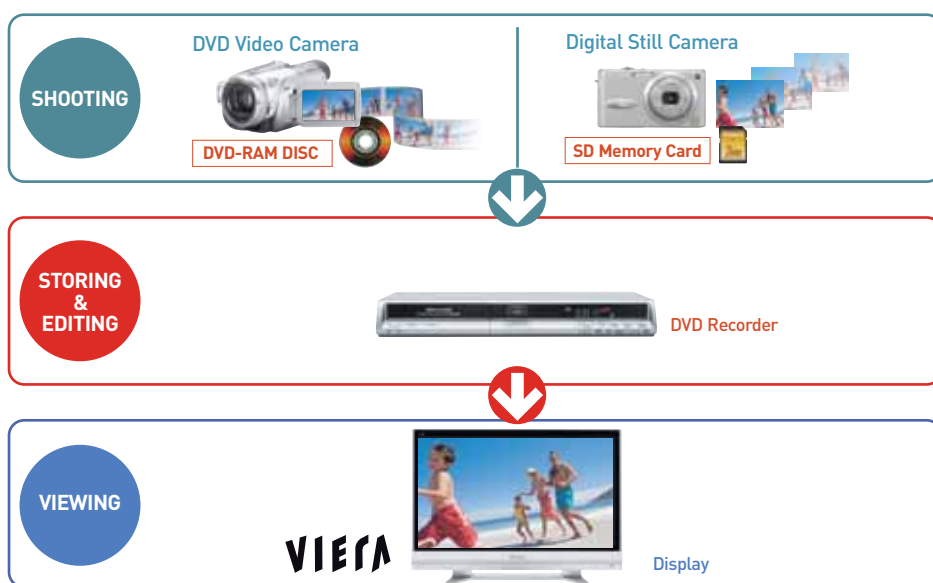 SHOOTING
DVD Video Camera
DVD-RAM DISC
Digital Still Camera
SD Memory Card
STORING
&
EDITING
DVD Recorder
VIEWING
VIERA
Display